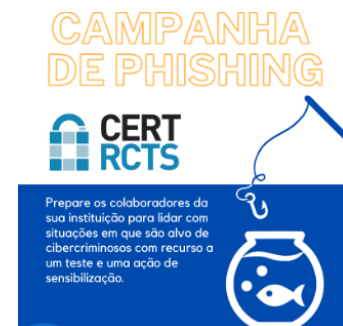 CAMPANHA
DE PHISHING
CERT
RCTS
Prepare os colaboradores da
sua instituição para lidar com
situações em que são alvo de
cibercriminosos com recurso a
um teste e uma ação de
sensibilização.